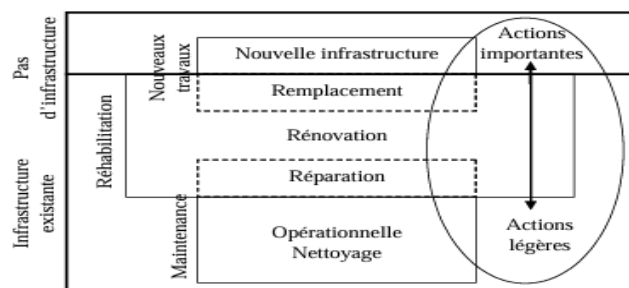 Pas
d'infrastructure
Infrastructure
existante
Réhabilitation
Nouveaux
travaux
Maintenance
Nouvelle infrastructure
Remplacement
Rénovation
Réparation
Opérationnelle
Nettoyage
Actions
importantes
Actions
légères